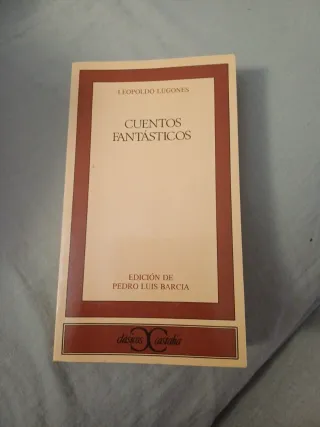 LEOPOLDO LUGONES
CUENTOS
FANTÁSTICOS
EDICIÓN DE
PEDRO LUIS BARCIA
clásicos castalia